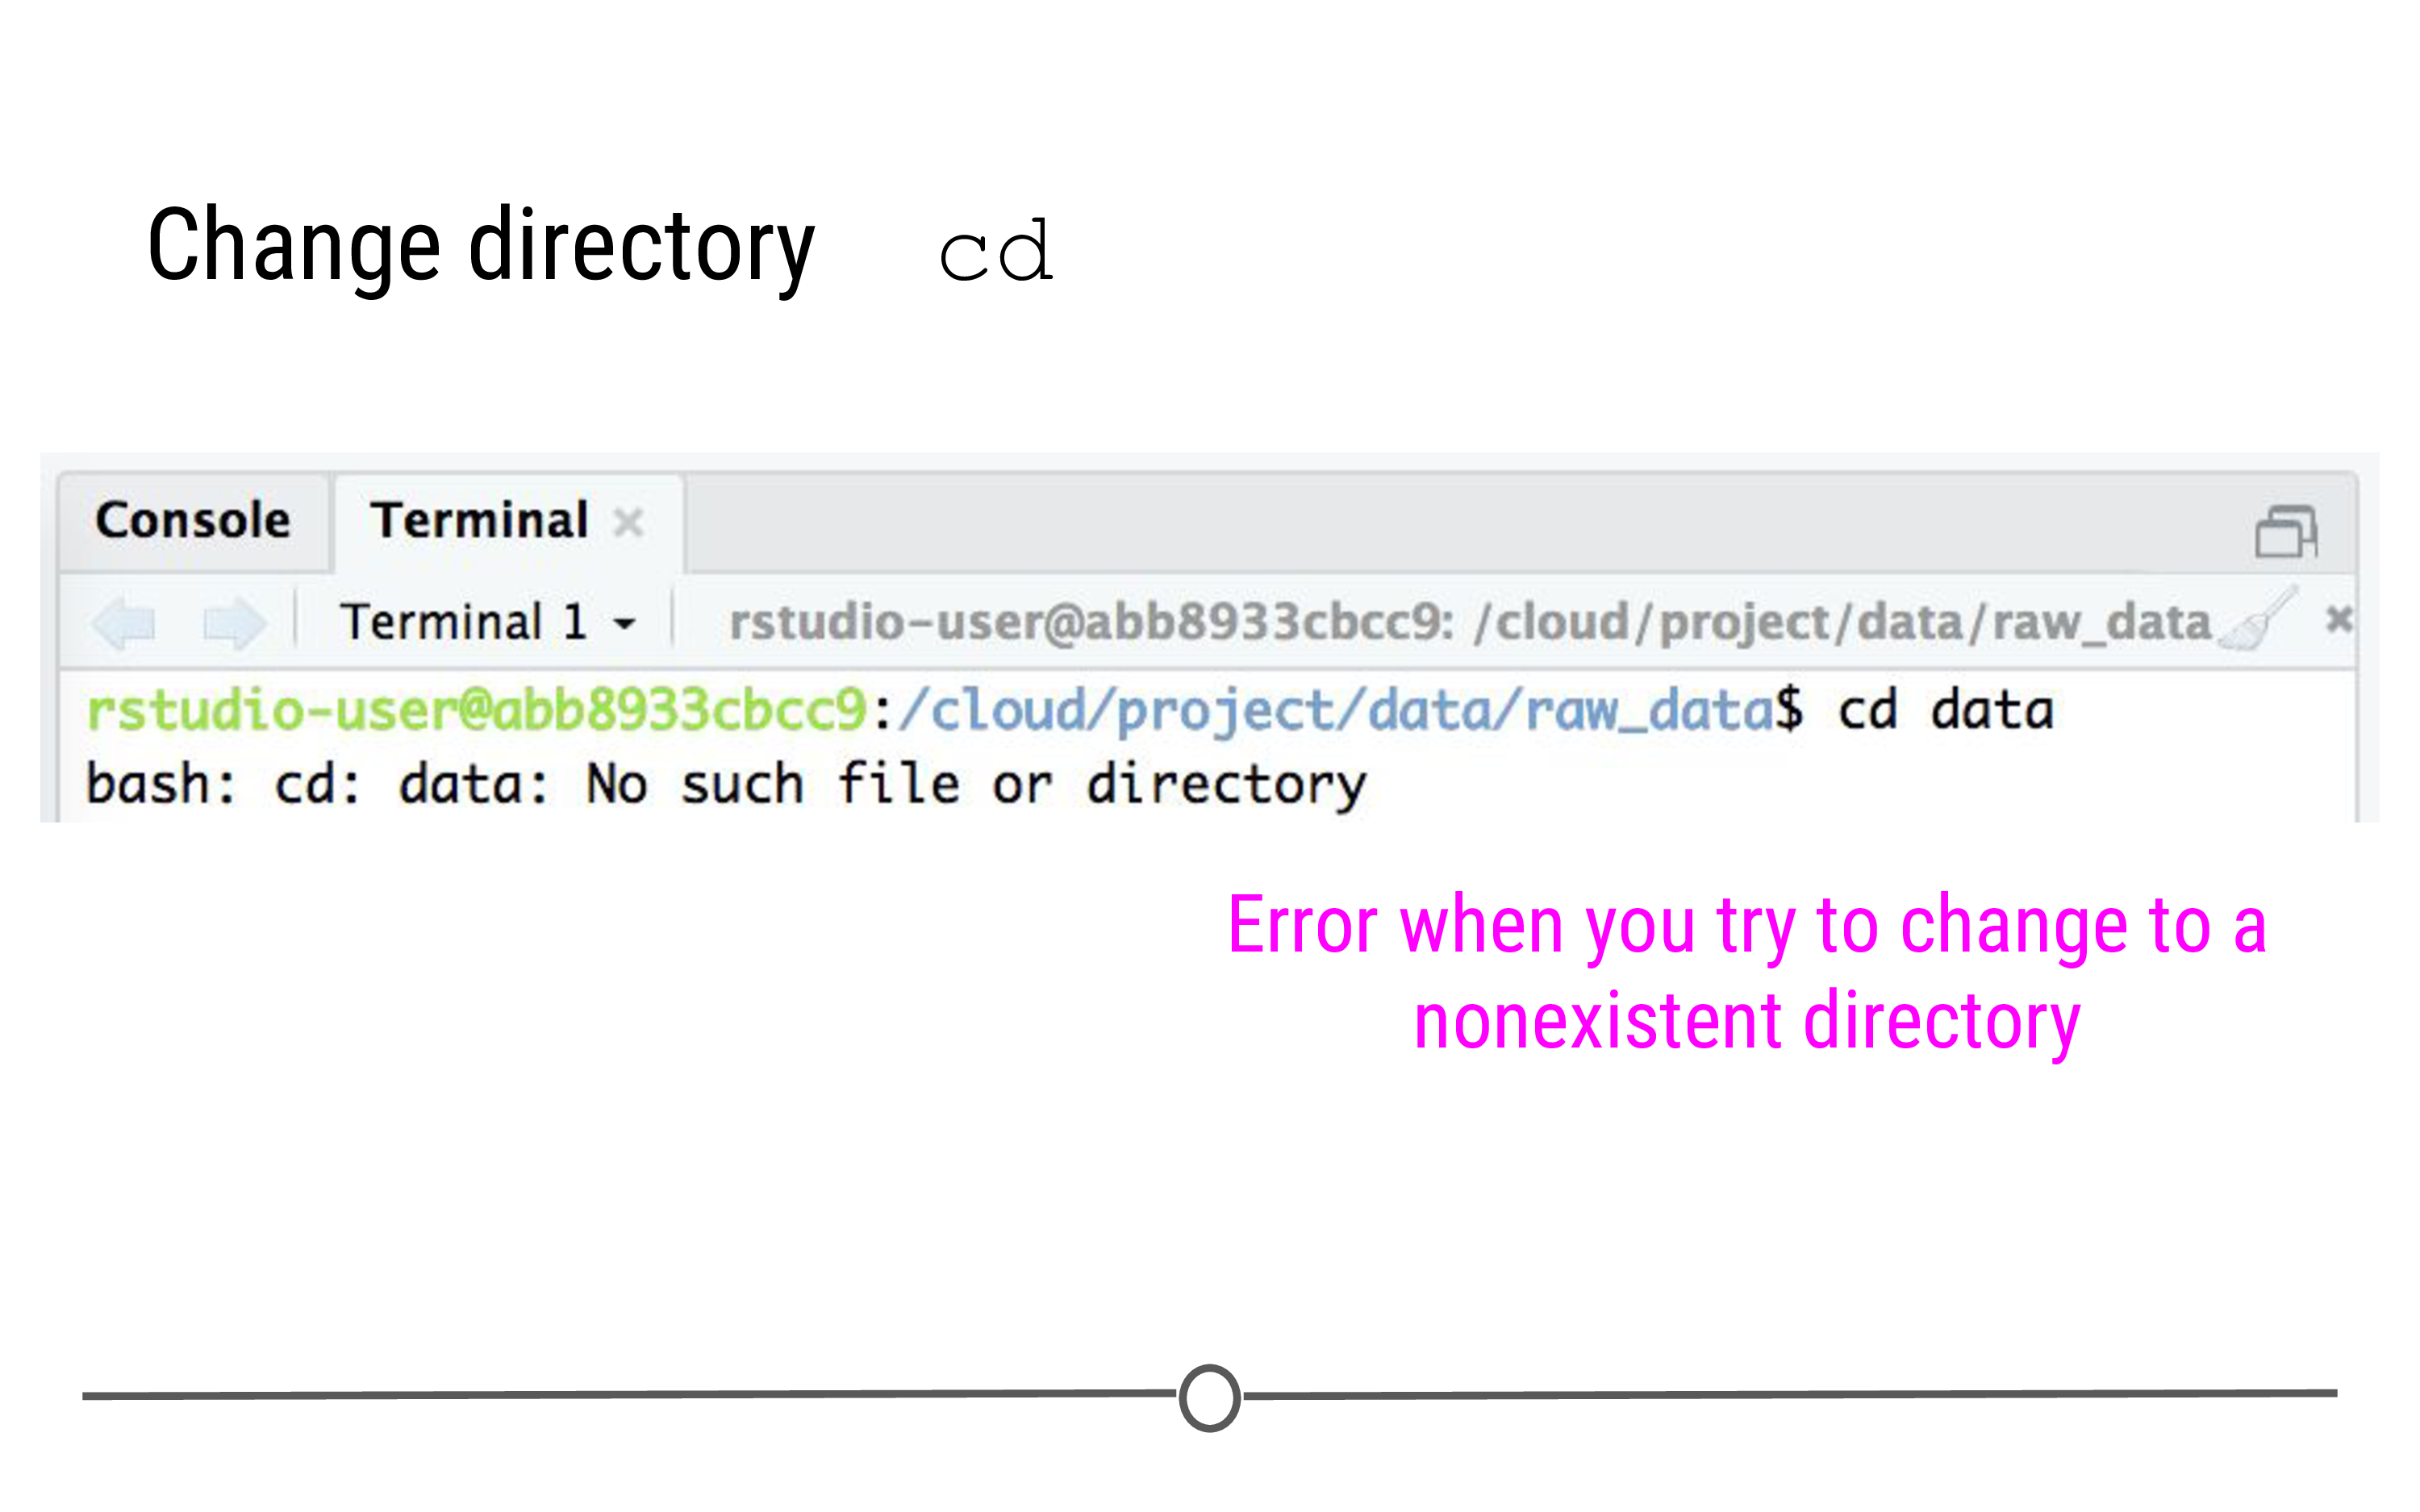 Change directory cd
Console Terminal
Terminal 1 rstudio-user@abb8933cbcc9: /cloud/project/data/raw_data
rstudio-user@abb8933cbcc9:/cloud/project/data/raw_data$ cd data
bash: cd: data: No such file or directory
Error when you try to change to a
nonexistent directory